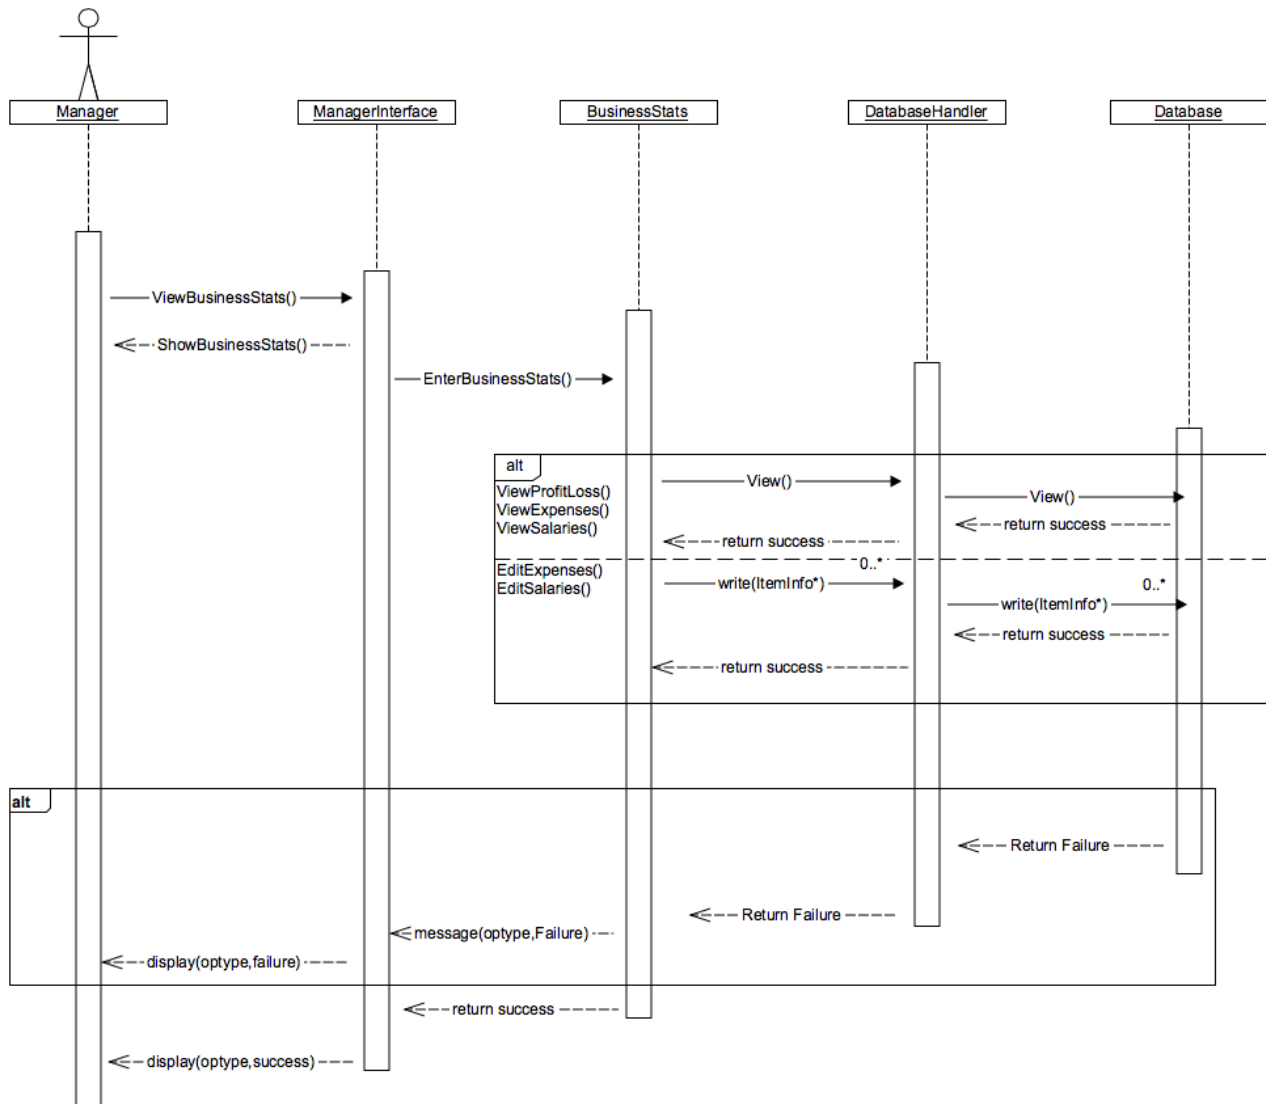 Manager
ManagerInterface
BusinessStats
DatabaseHandler
Database
ViewBusinessStats()
ShowBusinessStats()
EnterBusinessStats()
alt
ViewProfitLoss()
ViewExpenses()
ViewSalaries()
View()
View()
return success
return success
0..*
EditExpenses()
EditSalaries()
write(ItemInfo*)
0..*
write(ItemInfo*)
return success
return success
alt
Return Failure
Return Failure
message(optype,Failure)
display(optype,failure)
return success
display(optype,success)